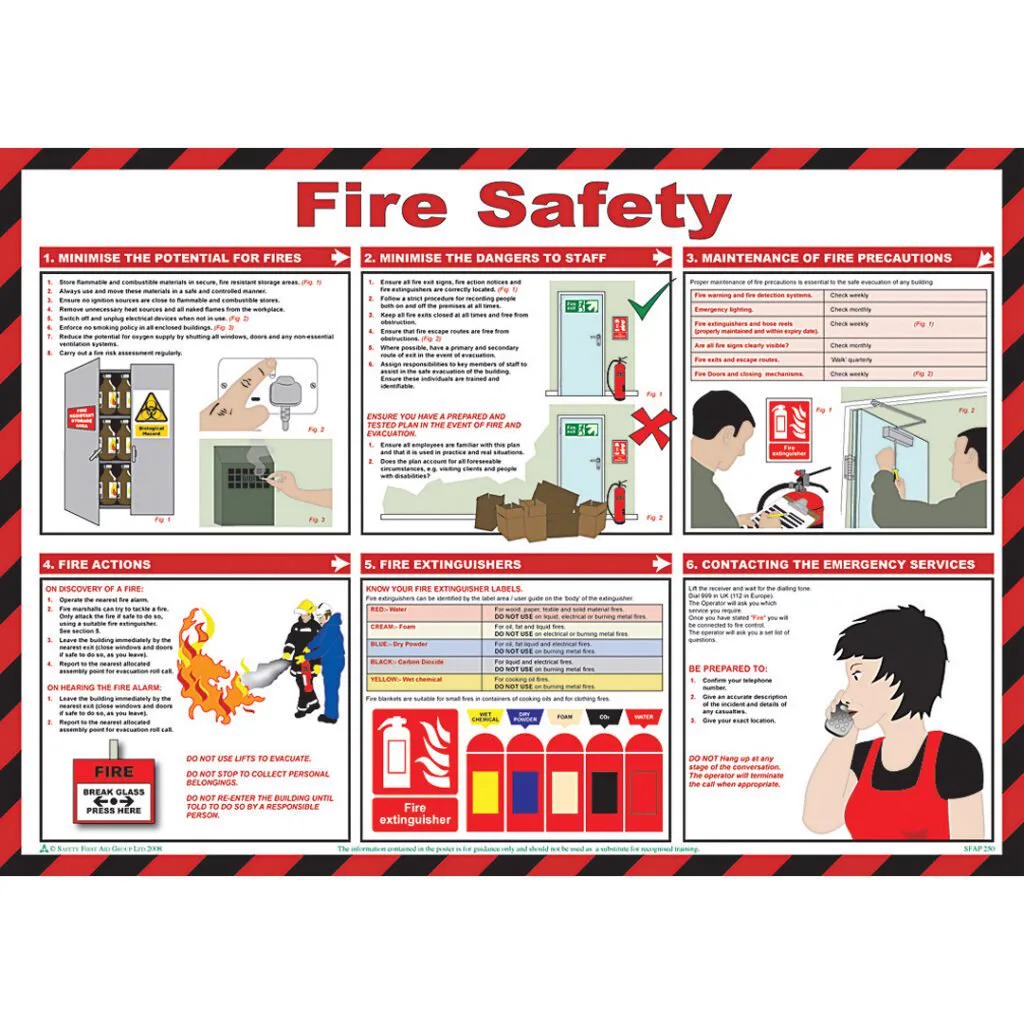 Fire Safety
1. MINIMISE THE POTENTIAL FOR FIRES
1. Store flammable and combustible materials in secure, fire resistant storage areas. (Fig. 1)
2. Always use and move these materials in a safe and controlled manner.
3. Ensure no ignition sources are close to flammable and combustible stores.
4. Remove unnecessary heat sources and all naked flames from the workplace.
5. Switch off and unplug electrical devices when not in use. (Fig. 2)
6. Enforce no smoking policy in all enclosed buildings. (Fig. 3)
7. Reduce the potential for oxygen supply by shutting all windows, doors and any non-essential
ventilation systems.
8. Carry out a fire risk assessment regularly.
FIRE
RESISTANT
STORAGE
AREA
Biological
Hazard
Fig. 1
Fig. 2
Fig. 3
2. MINIMISE THE DANGERS TO STAFF
1. Ensure all fire exit signs, fire action notices and
fire extinguishers are correctly located. (Fig. 1)
2. Follow a strict procedure for recording people
both on and off the premises at all times.
3. Keep all fire exits closed at all times and free from
obstruction.
4. Ensure that fire escape routes are free from
obstructions. (Fig. 2)
5. Where possible, have a primary and secondary
route of exit in the event of evacuation.
6. Assign responsibilities to key members of staff to
assist in the safe evacuation of the building.
Ensure these individuals are trained and
identifiable.
Fig. 1
ENSURE YOU HAVE A PREPARED AND
TESTED PLAN IN THE EVENT OF FIRE AND
EVACUATION.
1. Ensure all employees are familiar with this plan
and that it is used in practice and real situations.
2. Does the plan account for all foreseeable
circumstances, e.g. visiting clients and people
with disabilities?
Fig. 2
3. MAINTENANCE OF FIRE PRECAUTIONS
Proper maintenance of fire precautions is essential to the safe evacuation of any building
Fire warning and fire detection systems. Check weekly
Emergency lighting. Check monthly
Fire extinguishers and hose reels Check weekly (Fig. 1)
(properly maintained and within expiry date).
Are all fire signs clearly visible? Check monthly
Fire exits and escape routes. 'Walk' quarterly
Fire Doors and closing mechanisms. Check weekly (Fig. 2)
Fire
extinguisher
Fig. 1
Fig. 2
4. FIRE ACTIONS
ON DISCOVERY OF A FIRE:
1. Operate the nearest fire alarm.
2. Fire marshalls can try to tackle a fire.
Only attack the fire if safe to do so,
using a suitable fire extinguisher.
See section 5.
3. Leave the building immediately by the
nearest exit (close windows and doors
if safe to do so, as you leave).
4. Report to the nearest allocated
assembly point for evacuation roll call.
ON HEARING THE FIRE ALARM:
1. Leave the building immediately by the
nearest exit (close windows and doors
if safe to do so, as you leave).
2. Report to the nearest allocated
assembly point for evacuation roll call.
FIRE
BREAK GLASS
PRESS HERE
DO NOT USE LIFTS TO EVACUATE.
DO NOT STOP TO COLLECT PERSONAL
BELONGINGS.
DO NOT RE-ENTER THE BUILDING UNTIL
TOLD TO DO SO BY A RESPONSIBLE
PERSON.
5. FIRE EXTINGUISHERS
KNOW YOUR FIRE EXTINGUISHER LABELS.
Fire extinguishers can be identified by the label area / user guide on the 'body' of the extinguisher.
RED:- Water For wood, paper, textile and solid material fires.
DO NOT USE on liquid, electrical or burning metal fires.
CREAM:- Foam For oil, fat and liquid fires.
DO NOT USE on electrical or burning metal fires.
BLUE:- Dry Powder For oil, fat liquid and electrical fires.
DO NOT USE on burning metal fires.
BLACK:- Carbon Dioxide For liquid and electrical fires.
DO NOT USE on burning metal fires.
YELLOW:- Wet chemical For cooking oil fires.
DO NOT USE on burning metal fires.
Fire blankets are suitable for small fires in containers of cooking oils and for clothing fires.
WET
CHEMICAL
DRY
POWDER
FOAM
CO₂
WATER
Fire
extinguisher
6. CONTACTING THE EMERGENCY SERVICES
Lift the receiver and wait for the dialling tone.
Dial 999 in UK (112 in Europe).
The Operator will ask you which
service you require.
Once you have stated "Fire" you will
be connected to fire control.
The operator will ask you a set list of
questions.
BE PREPARED TO:
1. Confirm your telephone
number.
2. Give an accurate description
of the incident and details of
any casualties.
3. Give your exact location.
DO NOT Hang up at any
stage of the conversation.
The operator will terminate
the call when appropriate.
© SAFETY FIRST AID GROUP LTD 2008
The information contained in the poster is for guidance only and should not be used as a substitute for recognised training.
SFAP 250